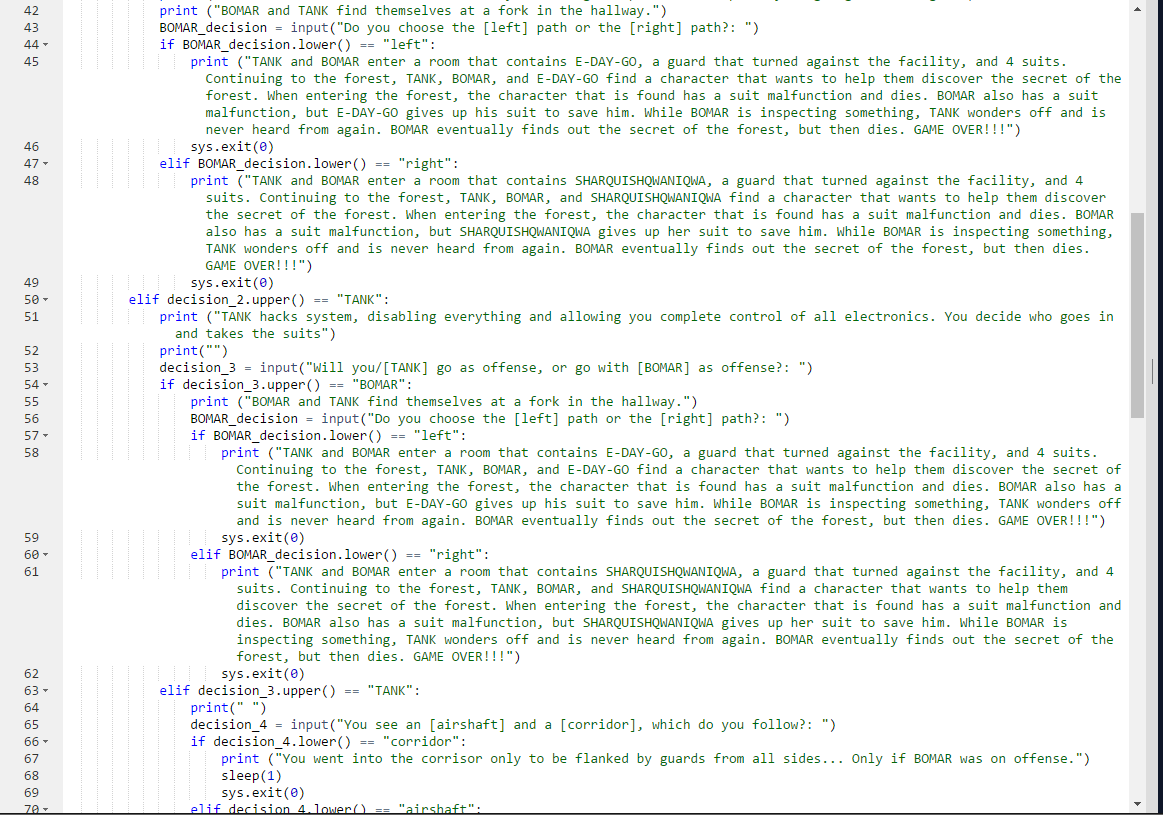 42 print ("BOMAR and TANK find themselves at a fork in the hallway.")
43 BOMAR_decision = input("Do you choose the [left] path or the [right] path?: ")
44 if BOMAR_decision.lower() == "left":
45 print ("TANK and BOMAR enter a room that contains E-DAY-GO, a guard that turned against the facility, and 4 suits.
Continuing to the forest, TANK, BOMAR, and E-DAY-GO find a character that wants to help them discover the secret of the
forest. When entering the forest, the character that is found has a suit malfunction and dies. BOMAR also has a suit
malfunction, but E-DAY-GO gives up his suit to save him. While BOMAR is inspecting something, TANK wonders off and is
never heard from again. BOMAR eventually finds out the secret of the forest, but then dies. GAME OVER!!!")
46 sys.exit(0)
47 elif BOMAR_decision.lower() == "right":
48 print ("TANK and BOMAR enter a room that contains SHARQUISHQWANIQWA, a guard that turned against the facility, and 4
suits. Continuing to the forest, TANK, BOMAR, and SHARQUISHQWANIQWA find a character that wants to help them discover
the secret of the forest. When entering the forest, the character that is found has a suit malfunction and dies. BOMAR
also has a suit malfunction, but SHARQUISHQWANIQWA gives up her suit to save him. While BOMAR is inspecting something,
TANK wonders off and is never heard from again. BOMAR eventually finds out the secret of the forest, but then dies.
GAME OVER!!!")
49 sys.exit(0)
50 elif decision_2.upper() == "TANK":
51 print ("TANK hacks system, disabling everything and allowing you complete control of all electronics. You decide who goes in
and takes the suits")
52 print("")
53 decision_3 = input("Will you/[TANK] go as offense, or go with [BOMAR] as offense?: ")
54 if decision_3.upper() == "BOMAR":
55 print ("BOMAR and TANK find themselves at a fork in the hallway.")
56 BOMAR_decision = input("Do you choose the [left] path or the [right] path?: ")
57 if BOMAR_decision.lower() == "left":
58 print ("TANK and BOMAR enter a room that contains E-DAY-GO, a guard that turned against the facility, and 4 suits.
Continuing to the forest, TANK, BOMAR, and E-DAY-GO find a character that wants to help them discover the secret of
the forest. When entering the forest, the character that is found has a suit malfunction and dies. BOMAR also has a
suit malfunction, but E-DAY-GO gives up his suit to save him. While BOMAR is inspecting something, TANK wonders off
and is never heard from again. BOMAR eventually finds out the secret of the forest, but then dies. GAME OVER!!!")
59 sys.exit(0)
60 elif BOMAR_decision.lower() == "right":
61 print ("TANK and BOMAR enter a room that contains SHARQUISHQWANIQWA, a guard that turned against the facility, and 4
suits. Continuing to the forest, TANK, BOMAR, and SHARQUISHQWANIQWA find a character that wants to help them
discover the secret of the forest. When entering the forest, the character that is found has a suit malfunction and
dies. BOMAR also has a suit malfunction, but SHARQUISHQWANIQWA gives up her suit to save him. While BOMAR is
inspecting something, TANK wonders off and is never heard from again. BOMAR eventually finds out the secret of the
forest, but then dies. GAME OVER!!!")
62 sys.exit(0)
63 elif decision_3.upper() == "TANK":
64 print(" ")
65 decision_4 = input("You see an [airshaft] and a [corridor], which do you follow?: ")
66 if decision_4.lower() == "corridor":
67 print ("You went into the corrisor only to be flanked by guards from all sides... Only if BOMAR was on offense.")
68 sleep(1)
69 sys.exit(0)
70 elif decision_4.lower() == "airshaft":